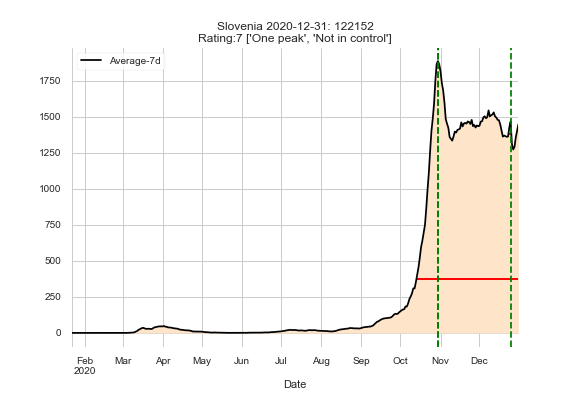 Slovenia 2020-12-31: 122152
Rating:7 ['One peak', 'Not in control']
Average-7d
1750
1500
1250
1000
750
500
250
0
Feb Mar Apr May Jun Jul Aug Sep Oct Nov Dec
2020
Date